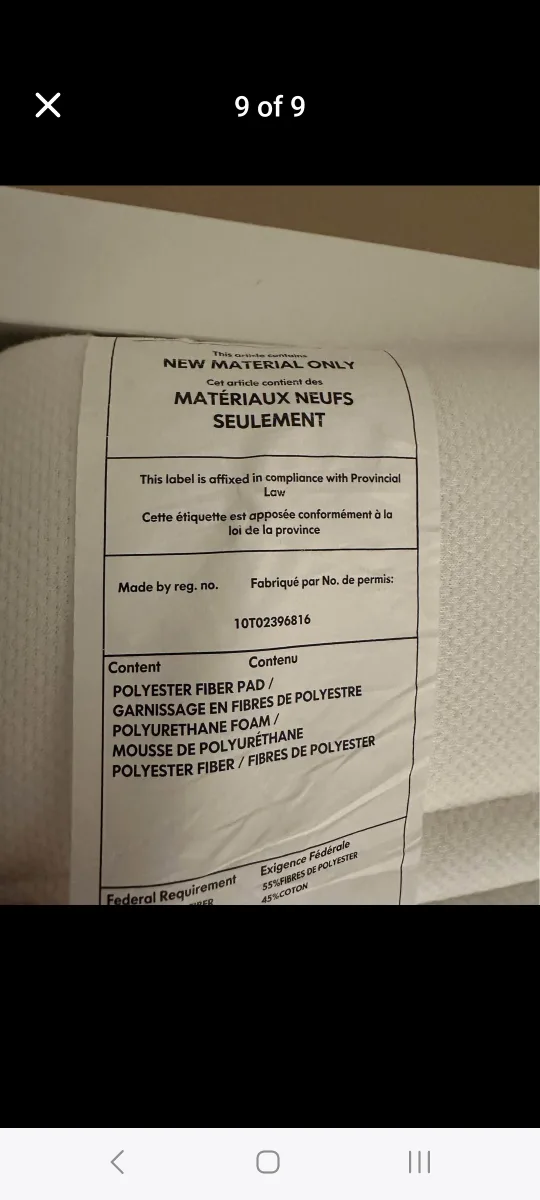 9 of 9
This article contains
NEW MATERIAL ONLY
Cet article contient des
MATÉRIAUX NEUFS
SEULEMENT
This label is affixed in compliance with Provincial
Law
Cette étiquette est apposée conformément à la
loi de la province
Made by reg. no. Fabriqué par No. de permis:
10T02396816
Content Contenu
POLYESTER FIBER PAD /
GARNISSAGE EN FIBRES DE POLYESTRE
POLYURETHANE FOAM /
MOUSSE DE POLYURÉTHANE
POLYESTER FIBER / FIBRES DE POLYESTER
Federal Requirement Exigence Fédérale
55%FIBRES DE POLYESTER
45%COTON